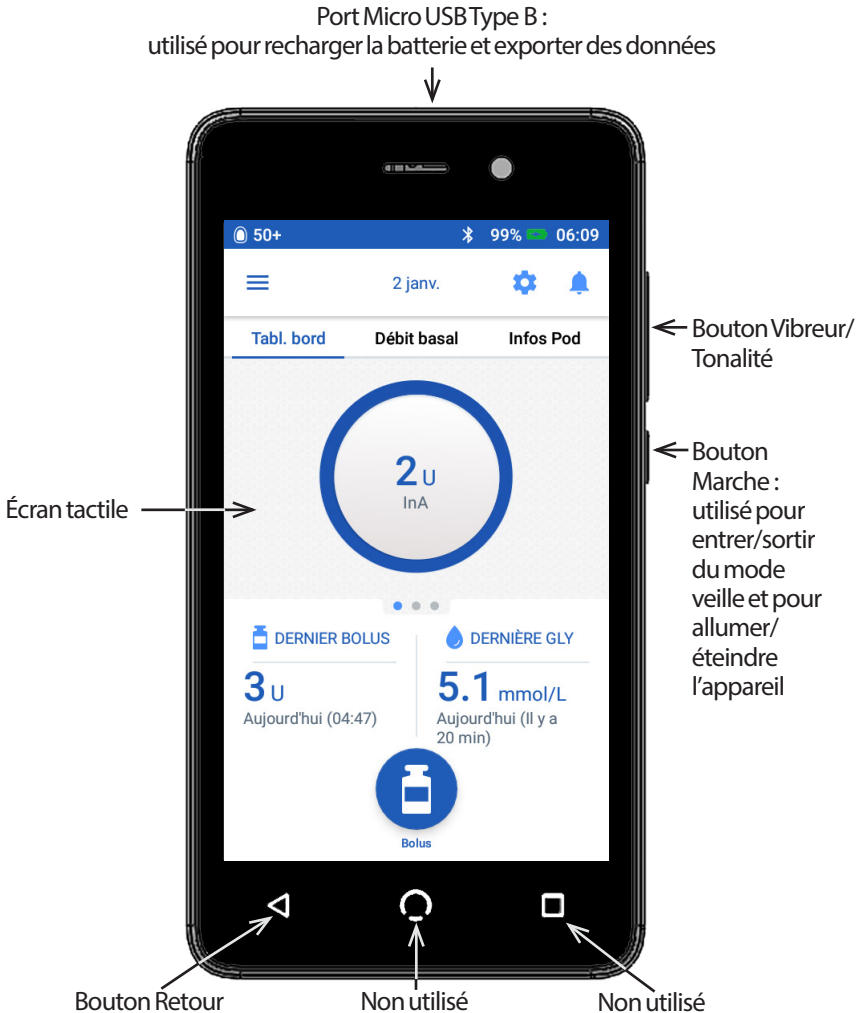 Port Micro USB Type B :
utilisé pour recharger la batterie et exporter des données
50+ 99% 06:09
2 janv.
Tabl. bord Débit basal Infos Pod
2 U
InA
Écran tactile
Bouton Vibreur/
Tonalité
Bouton
Marche :
utilisé pour
entrer/sortir
du mode
veille et pour
allumer/
éteindre
l'appareil
DERNIER BOLUS
3 U
Aujourd'hui (04:47)
DERNIÈRE GLY
5.1 mmol/L
Aujourd'hui (Il y a
20 min)
Bolus
Bouton Retour
Non utilisé
Non utilisé